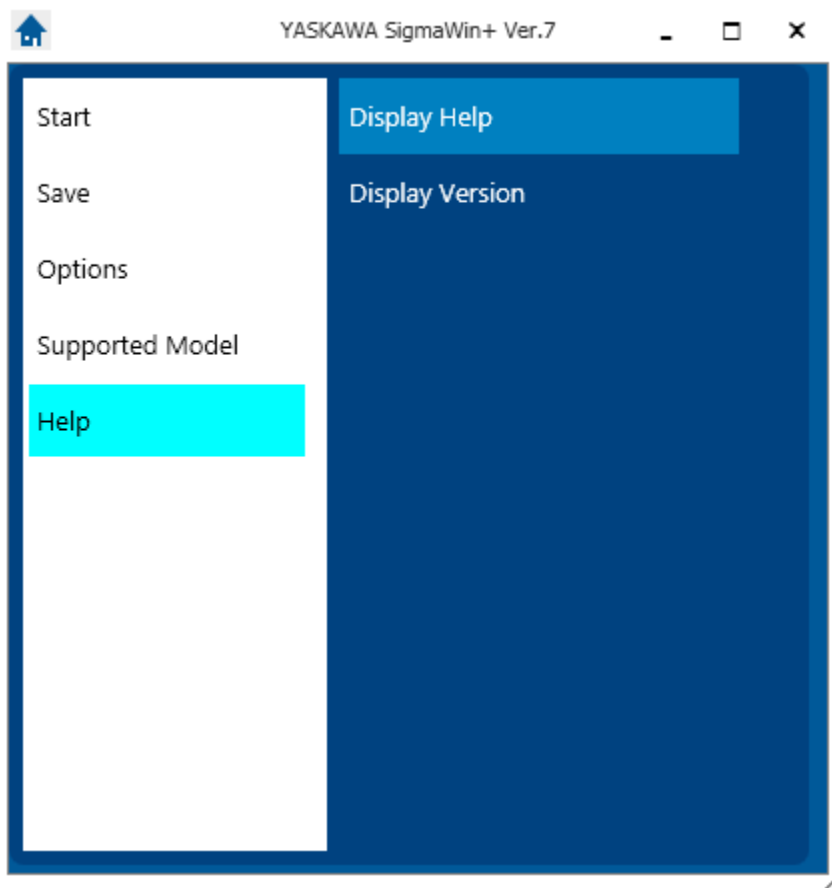 YASKAWA SigmaWin+ Ver.7
Start
Save
Options
Supported Model
Help
Display Help
Display Version